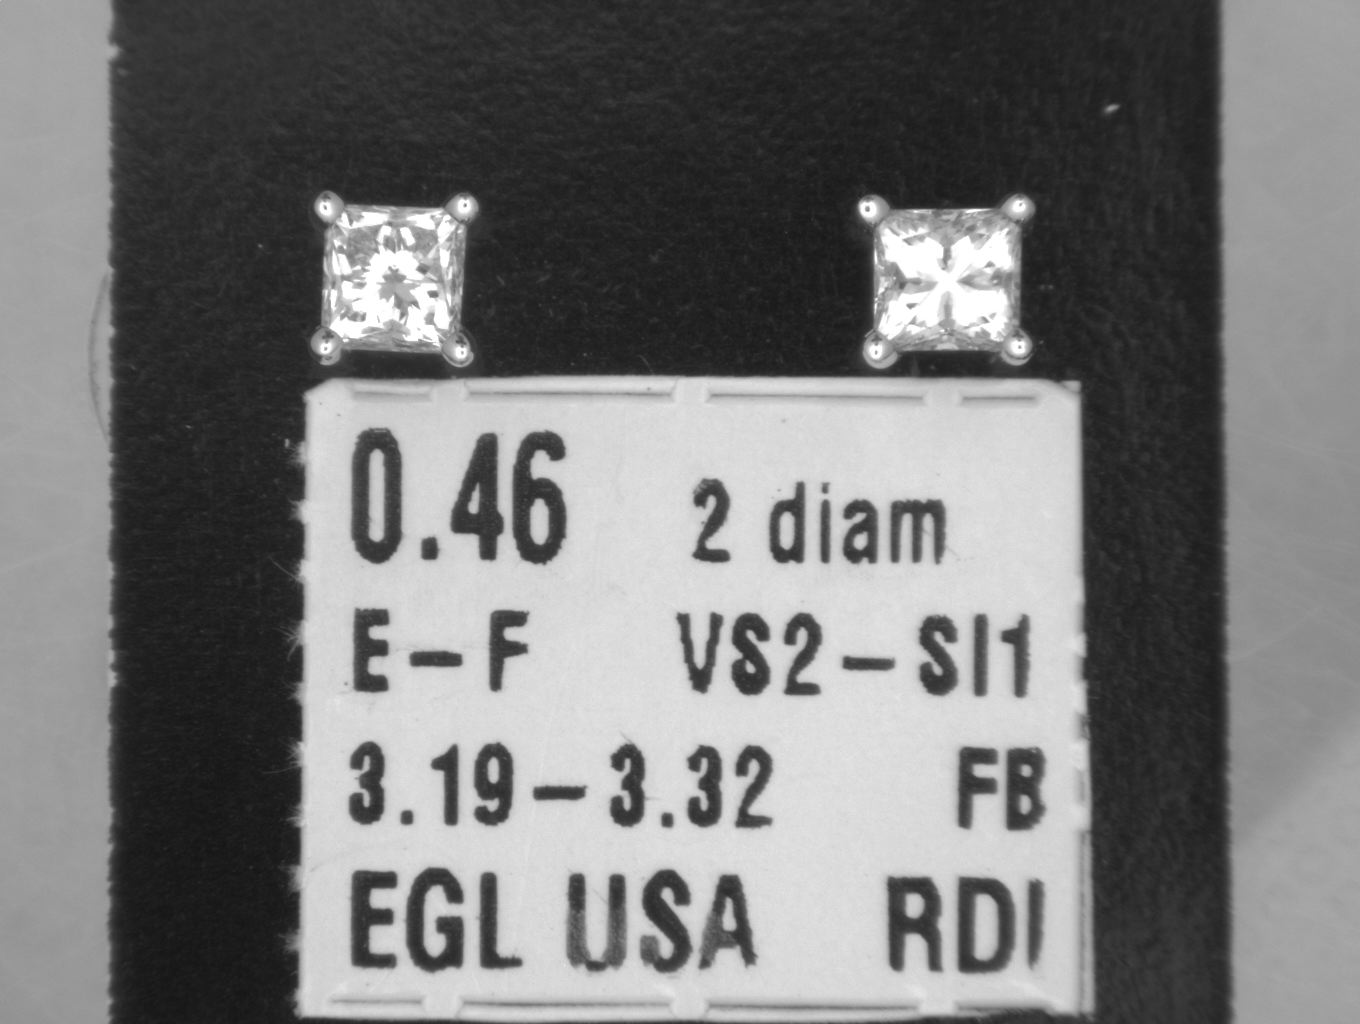 0.46 2 diam
E-F VS2-SI1
3.19-3.32 FB
EGL USA RDI